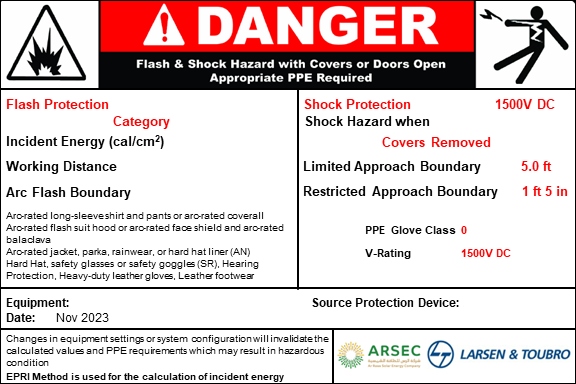 DANGER
Flash & Shock Hazard with Covers or Doors Open
Appropriate PPE Required
Flash Protection
Category
Incident Energy (cal/cm²)
Working Distance
Arc Flash Boundary
Arc-rated long-sleeve shirt and pants or arc-rated coverall
Arc-rated flash suit hood or arc-rated face shield and arc-rated
balaclava
Arc-rated jacket, parka, rainwear, or hard hat liner (AN)
Hard Hat, safety glasses or safety goggles (SR), Hearing
Protection, Heavy-duty leather gloves, Leather footwear
Shock Protection 1500V DC
Shock Hazard when
Covers Removed
Limited Approach Boundary 5.0 ft
Restricted Approach Boundary 1 ft 5 in
PPE Glove Class 0
V-Rating 1500V DC
Equipment:
Date: Nov 2023
Source Protection Device:
Changes in equipment settings or system configuration will invalidate the
calculated values and PPE requirements which may result in hazardous
condition
EPRI Method is used for the calculation of incident energy
ARSEC
LARSEN & TOUBRO